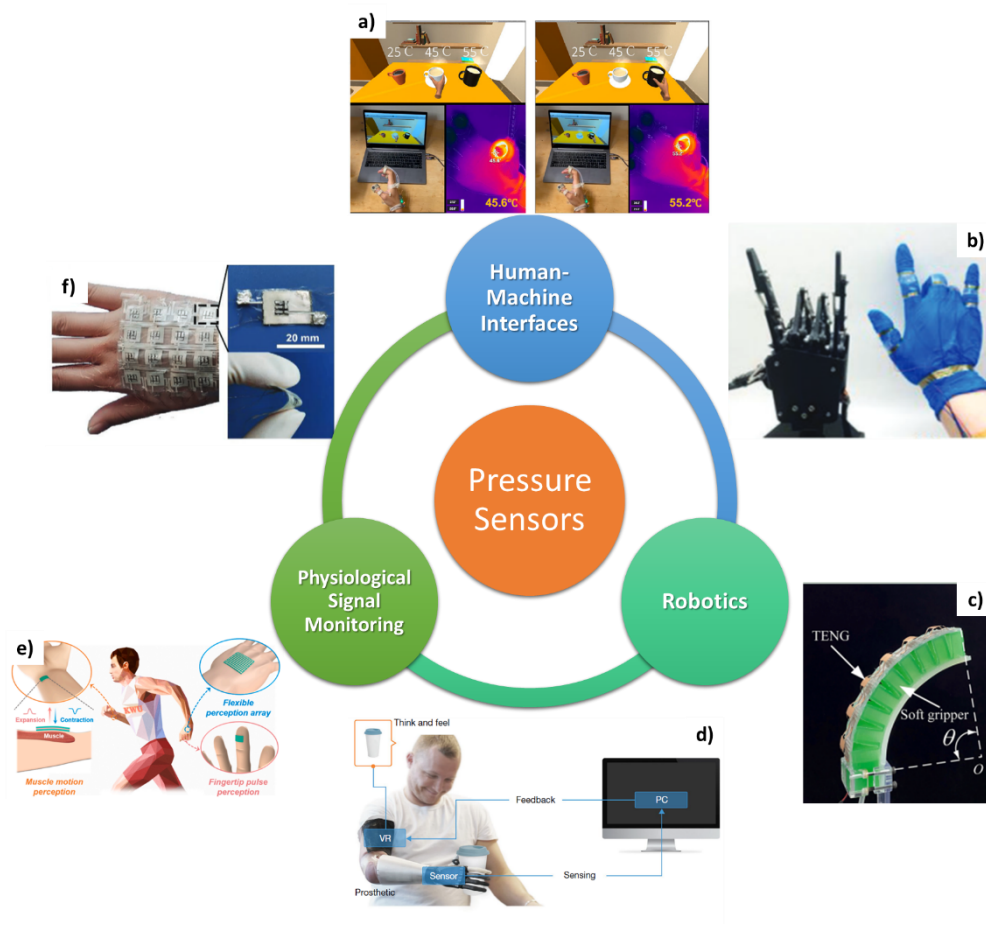 a)
25℃ 45℃ 55℃
25℃ 45℃ 55℃
45.6℃
55.2℃
b)
f)
20 mm
Human-
Machine
Interfaces
Pressure
Sensors
Physiological
Signal
Monitoring
Robotics
c)
TENG
Soft gripper
θ
o
e)
Expansion
Contraction
Muscle
Muscle motion
perception
KWU
Flexible
perception array
Fingertip pulse
perception
d)
Think and feel
VR
Feedback
PC
Sensor
Sensing
Prosthetic